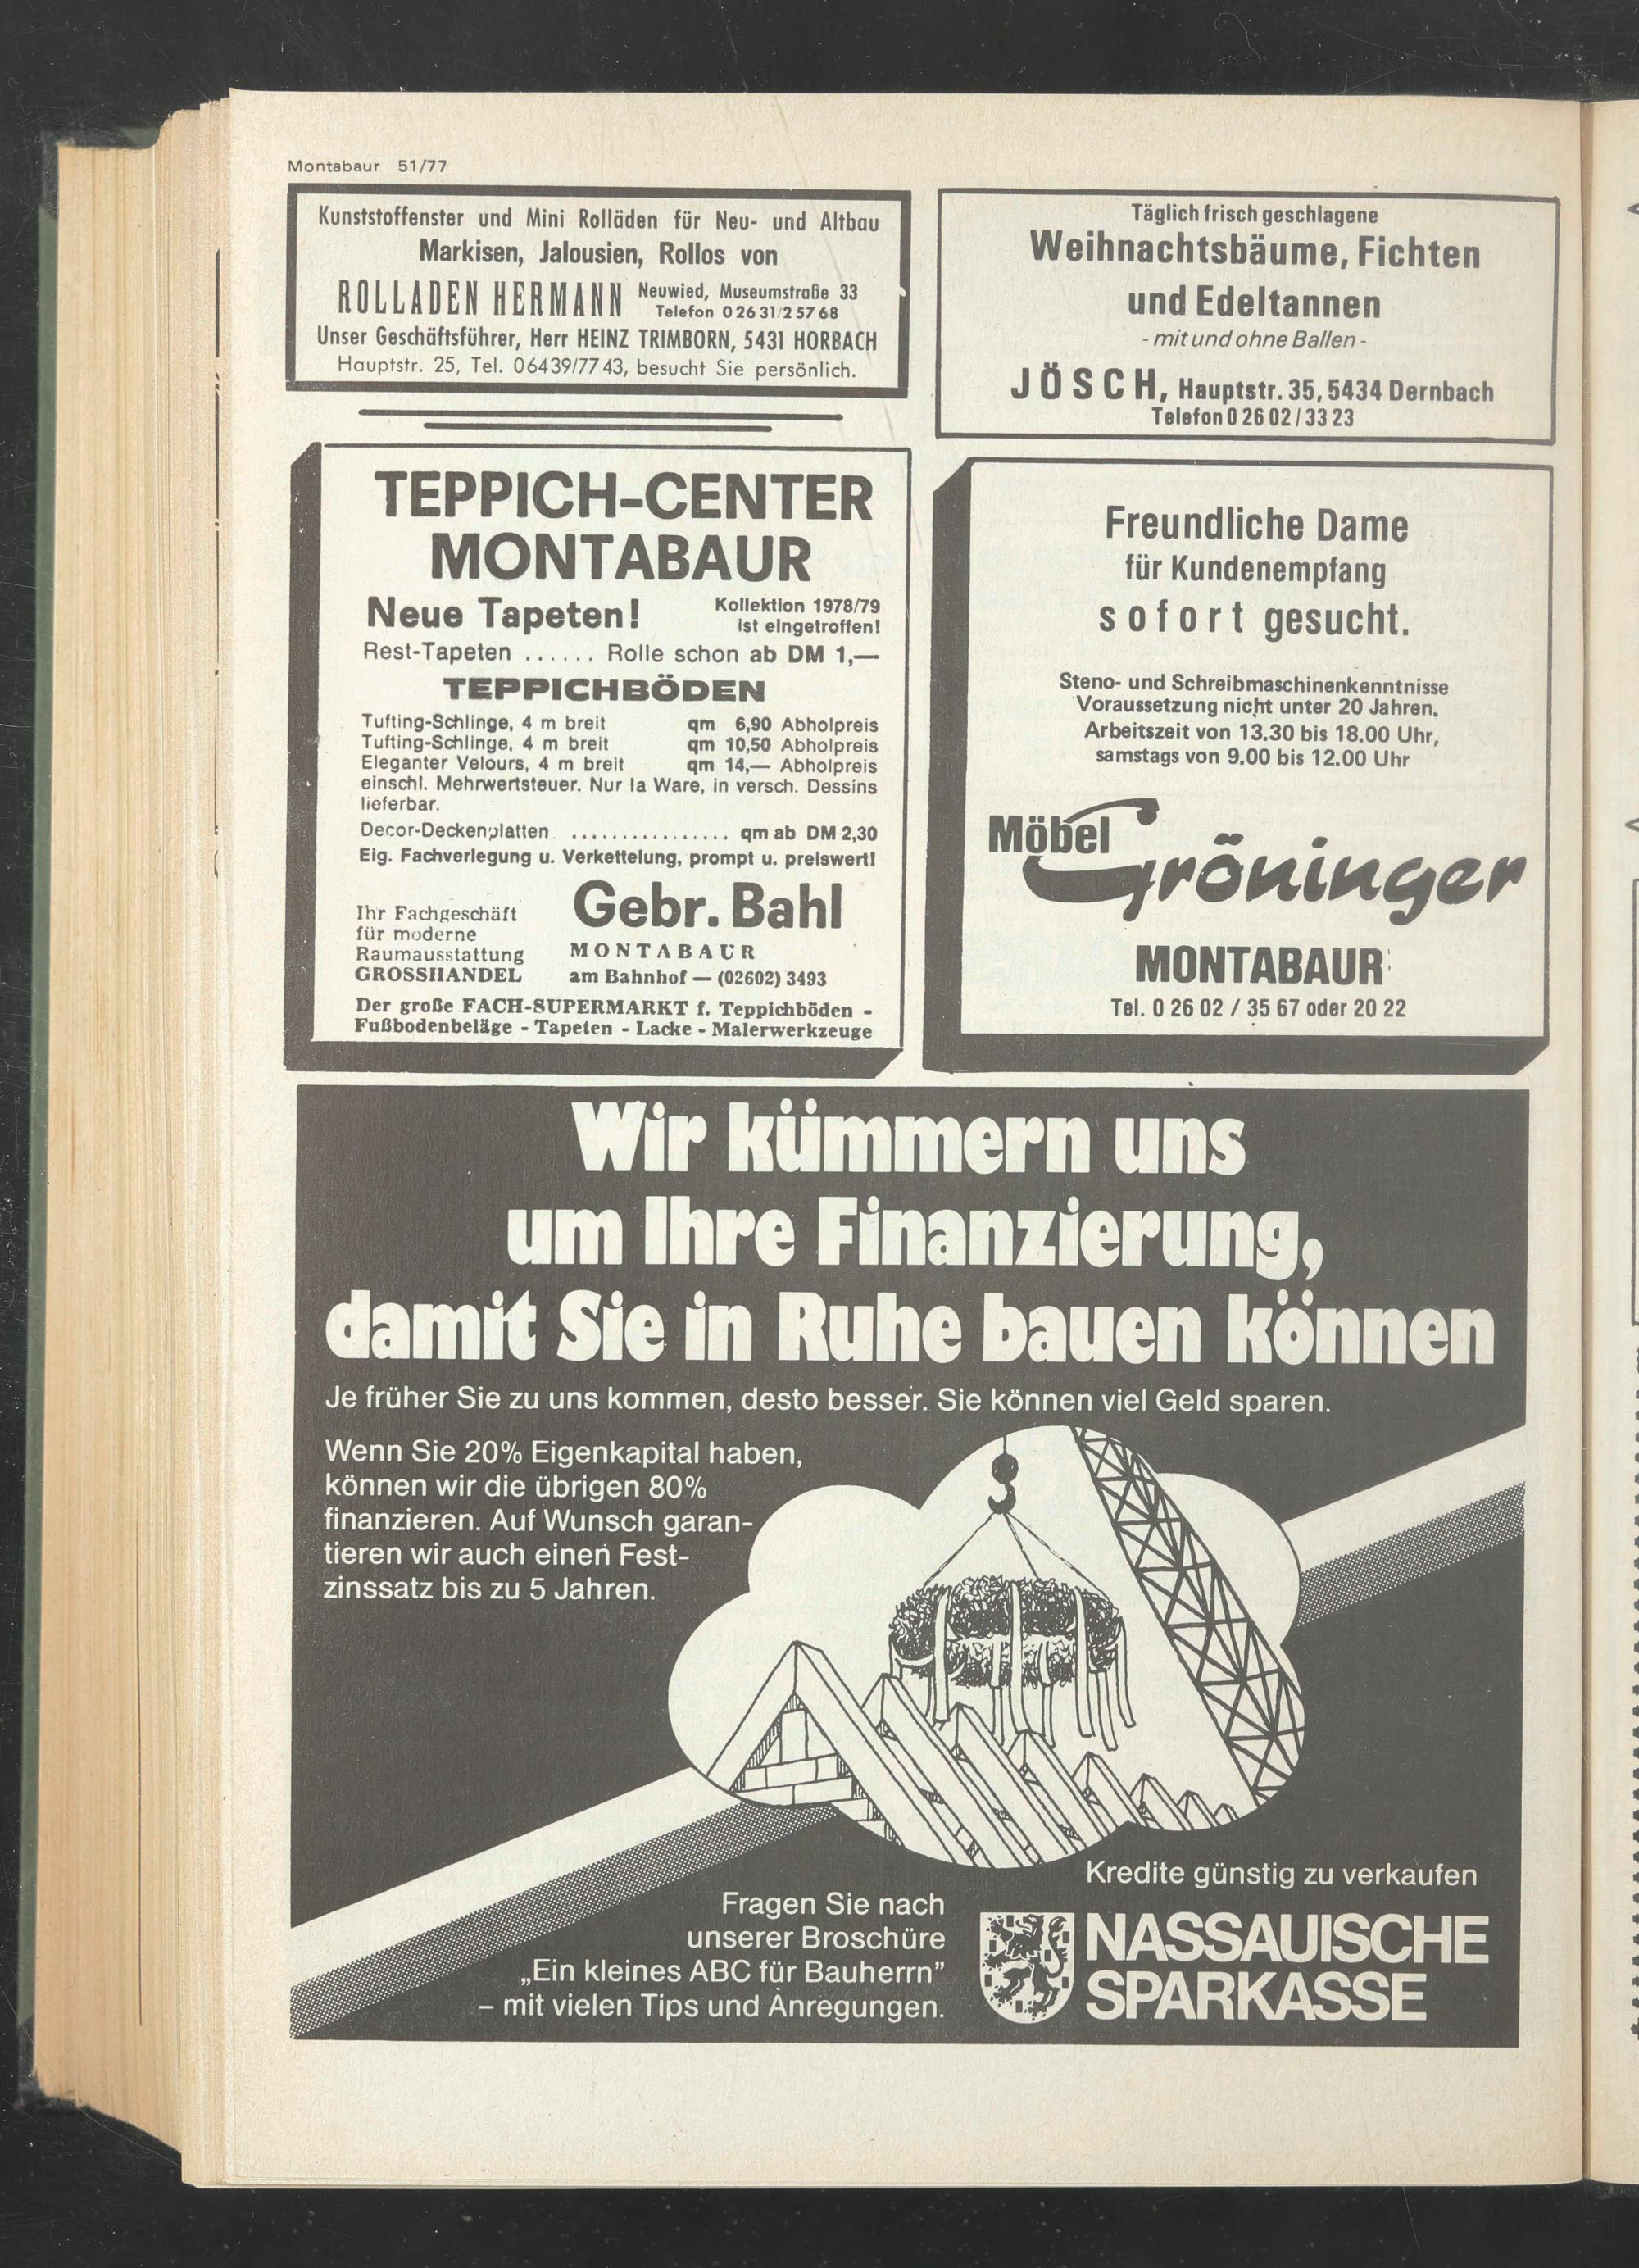 Montabaur 51/77
Kunststoffenster und Mini Rolläden für Neu- und Altbau
Markisen, Jalousien, Rollos von
ROLLADEN HERMANN Neuwied, Museumstraße 33
Telefon 0 26 31/2 57 68
Unser Geschäftsführer, Herr HEINZ TRIMBORN, 5431 HORBACH
Hauptstr. 25, Tel. 06439/77 43, besucht Sie persönlich.
Täglich frisch geschlagene
Weihnachtsbäume, Fichten
und Edeltannen
- mit und ohne Ballen -
JÖSCH, Hauptstr. 35, 5434 Dernbach
Telefon 0 26 02 / 33 23
TEPPICH-CENTER
MONTABAUR
Neue Tapeten! Kollektion 1978/79
ist eingetroffen!
Rest-Tapeten ...... Rolle schon ab DM 1,—
TEPPICHBÖDEN
Tufting-Schlinge, 4 m breit qm 6,90 Abholpreis
Tufting-Schlinge, 4 m breit qm 10,50 Abholpreis
Eleganter Velours, 4 m breit qm 14,— Abholpreis
einschl. Mehrwertsteuer. Nur Ia Ware, in versch. Dessins
lieferbar.
Decor-Deckenplatten ................ qm ab DM 2,30
Eig. Fachverlegung u. Verkettelung, prompt u. preiswert!
Ihr Fachgeschäft
für moderne
Raumausstattung
GROSSHANDEL
Gebr. Bahl
MONTABAUR
am Bahnhof — (02602) 3493
Der große FACH-SUPERMARKT f. Teppichböden -
Fußbodenbeläge - Tapeten - Lacke - Malerwerkzeuge
Freundliche Dame
für Kundenempfang
sofort gesucht.
Steno- und Schreibmaschinenkenntnisse
Voraussetzung nicht unter 20 Jahren.
Arbeitszeit von 13.30 bis 18.00 Uhr,
samstags von 9.00 bis 12.00 Uhr
Möbel
Gröninger
MONTABAUR
Tel. 0 26 02 / 35 67 oder 20 22
Wir kümmern uns
um Ihre Finanzierung,
damit Sie in Ruhe bauen können
Je früher Sie zu uns kommen, desto besser. Sie können viel Geld sparen.
Wenn Sie 20% Eigenkapital haben,
können wir die übrigen 80%
finanzieren. Auf Wunsch garan-
tieren wir auch einen Fest-
zinssatz bis zu 5 Jahren.
Fragen Sie nach
unserer Broschüre
„Ein kleines ABC für Bauherrn”
– mit vielen Tips und Anregungen.
Kredite günstig zu verkaufen
NASSAUISCHE
SPARKASSE